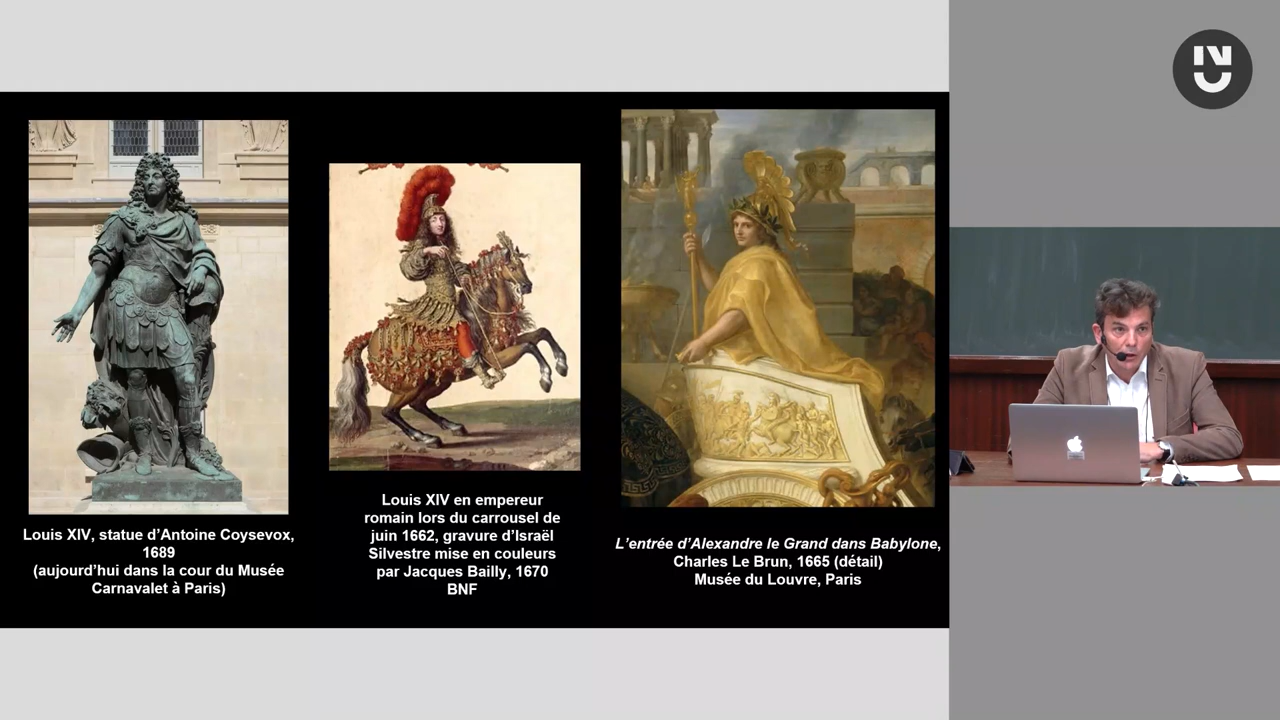 Louis XIV, statue d'Antoine Coysevox,
1689
(aujourd'hui dans la cour du Musée
Carnavalet à Paris)
Louis XIV en empereur
romain lors du carrousel de
juin 1662, gravure d'Israël
Silvestre mise en couleurs
par Jacques Bailly, 1670
BNF
L'entrée d'Alexandre le Grand dans Babylone,
Charles Le Brun, 1665 (détail)
Musée du Louvre, Paris